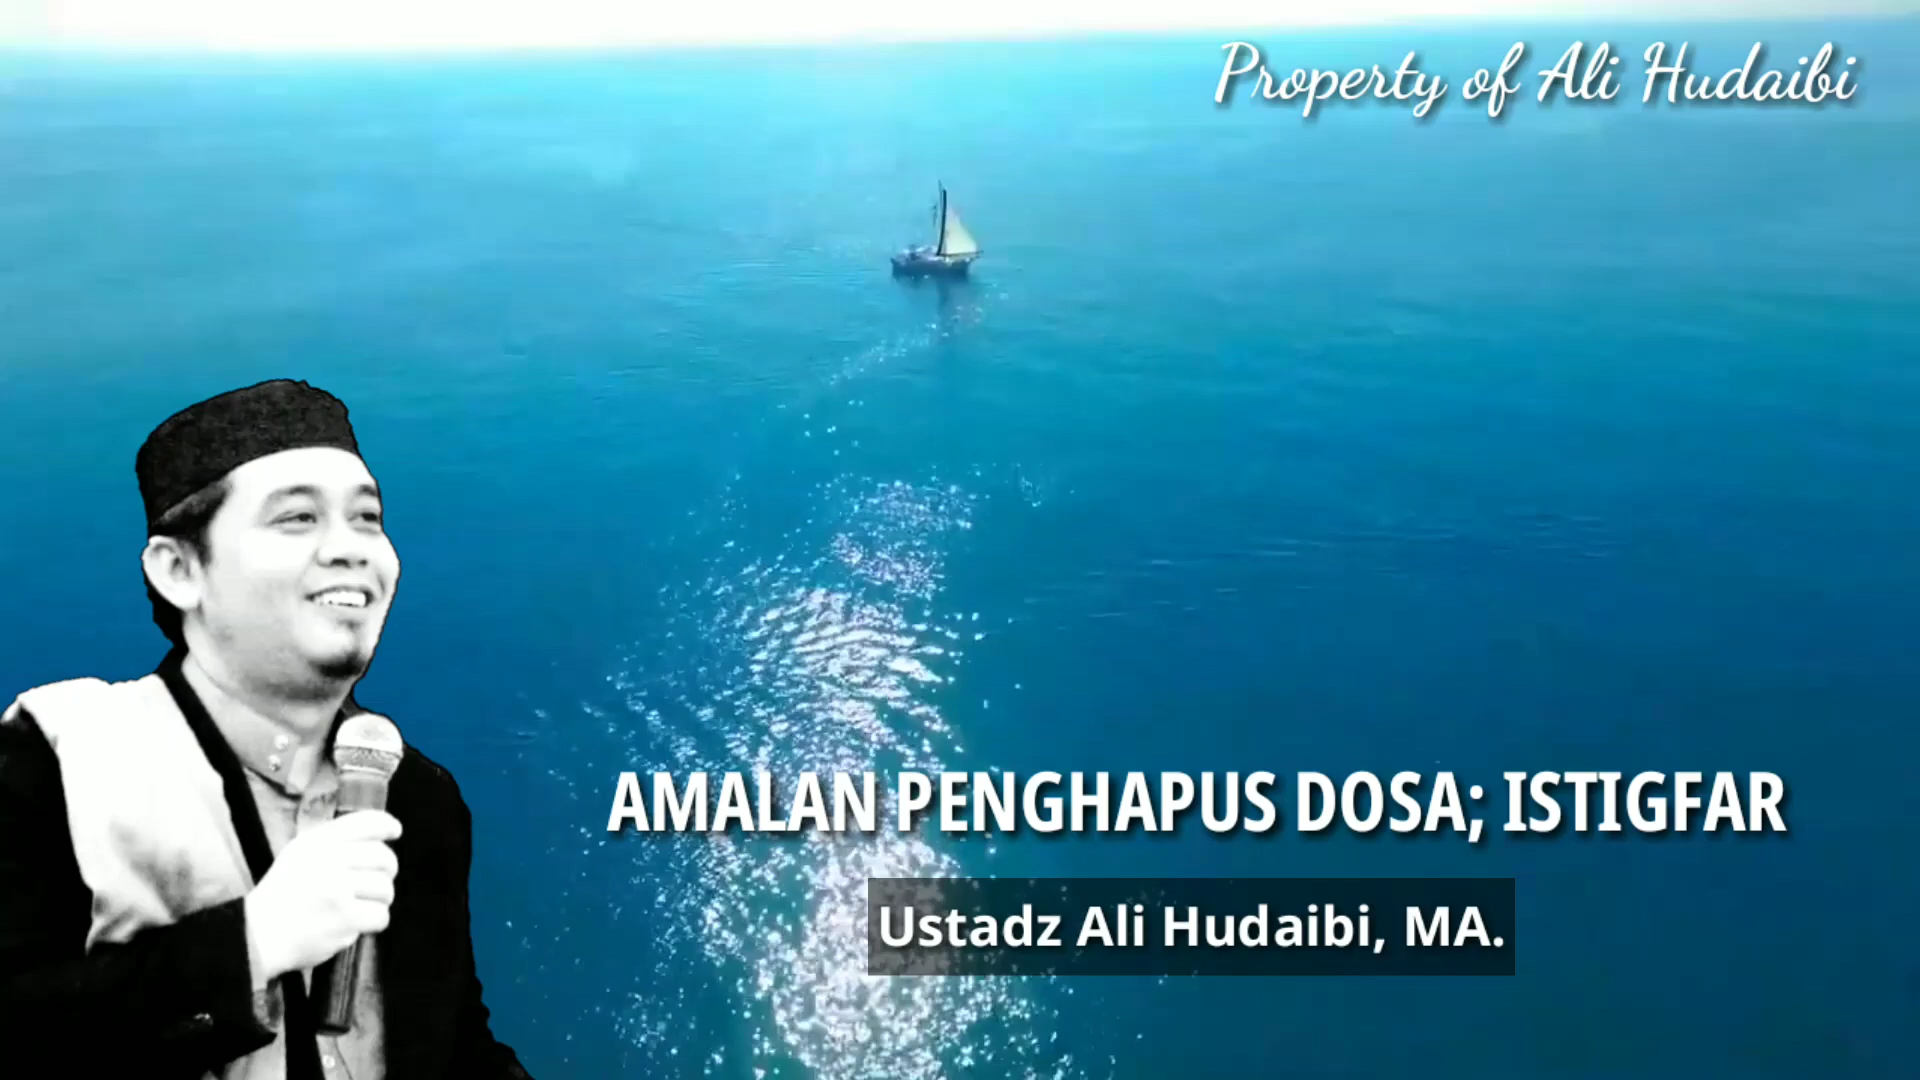 Property of Ali Hudaibi
AMALAN PENGHAPUS DOSA; ISTIGFAR
Ustadz Ali Hudaibi, MA.